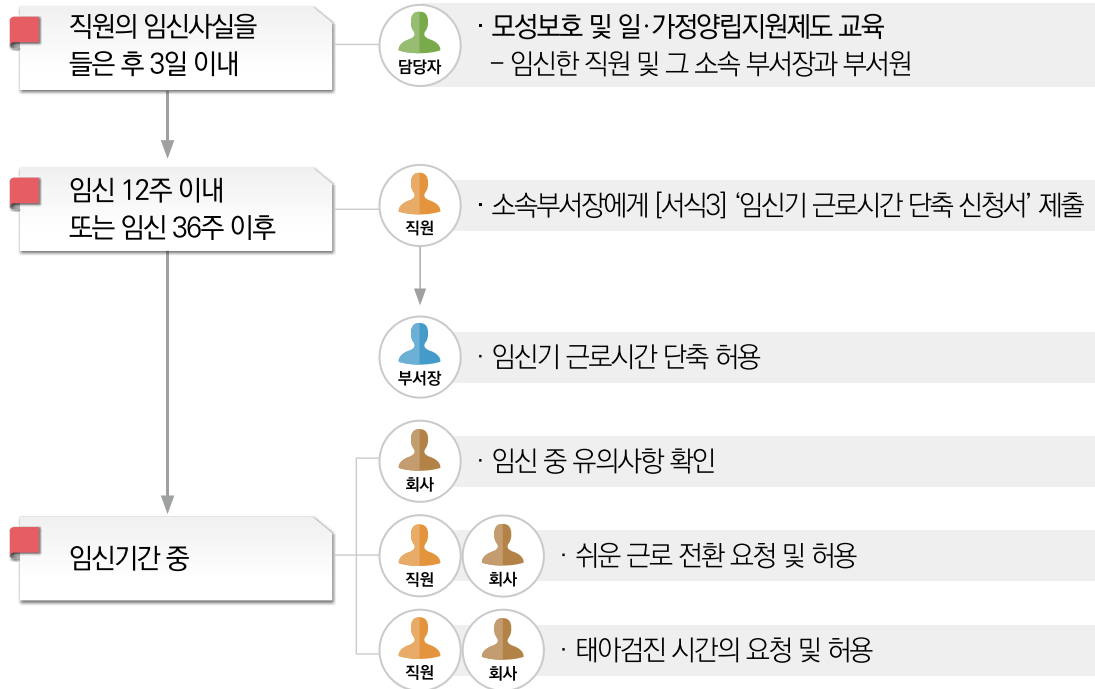 직원의 임신사실을
들은 후 3일 이내
담당자
· 모성보호 및 일·가정양립지원제도 교육
– 임신한 직원 및 그 소속 부서장과 부서원
임신 12주 이내
또는 임신 36주 이후
직원
· 소속부서장에게 [서식3] ‘임신기 근로시간 단축 신청서’ 제출
부서장
· 임신기 근로시간 단축 허용
임신기간 중
회사
· 임신 중 유의사항 확인
직원
회사
· 쉬운 근로 전환 요청 및 허용
직원
회사
· 태아검진 시간의 요청 및 허용